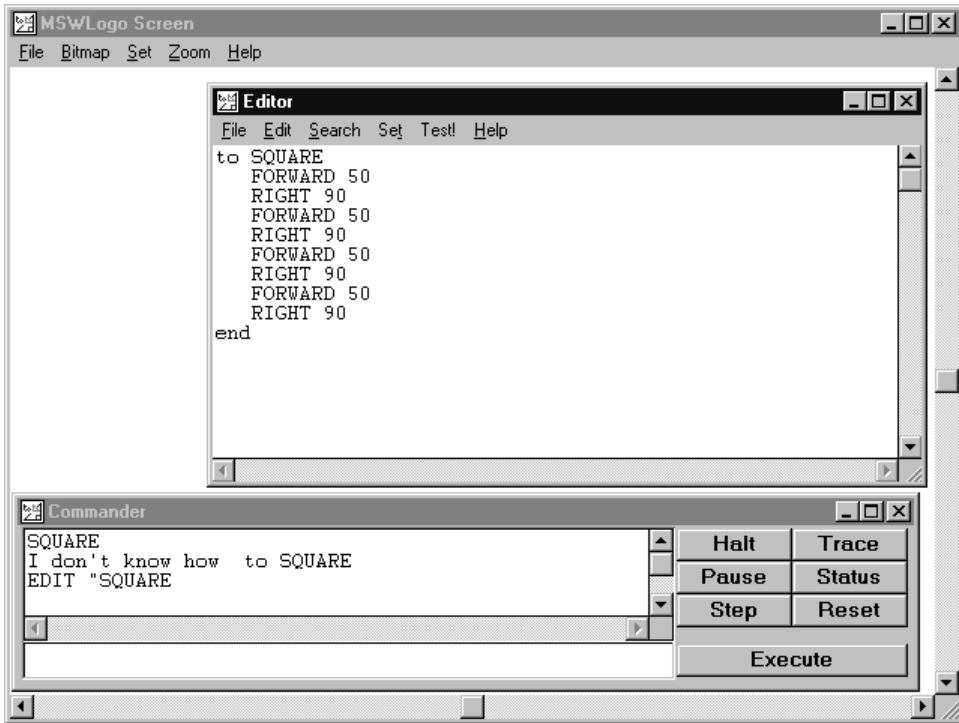 MSWLogo Screen
File Bitmap Set Zoom Help
Editor
File Edit Search Set Test! Help
to SQUARE
FORWARD 50
RIGHT 90
FORWARD 50
RIGHT 90
FORWARD 50
RIGHT 90
FORWARD 50
RIGHT 90
end
Commander
SQUARE
I don't know how  to SQUARE
EDIT "SQUARE
Halt Trace
Pause Status
Step Reset
Execute